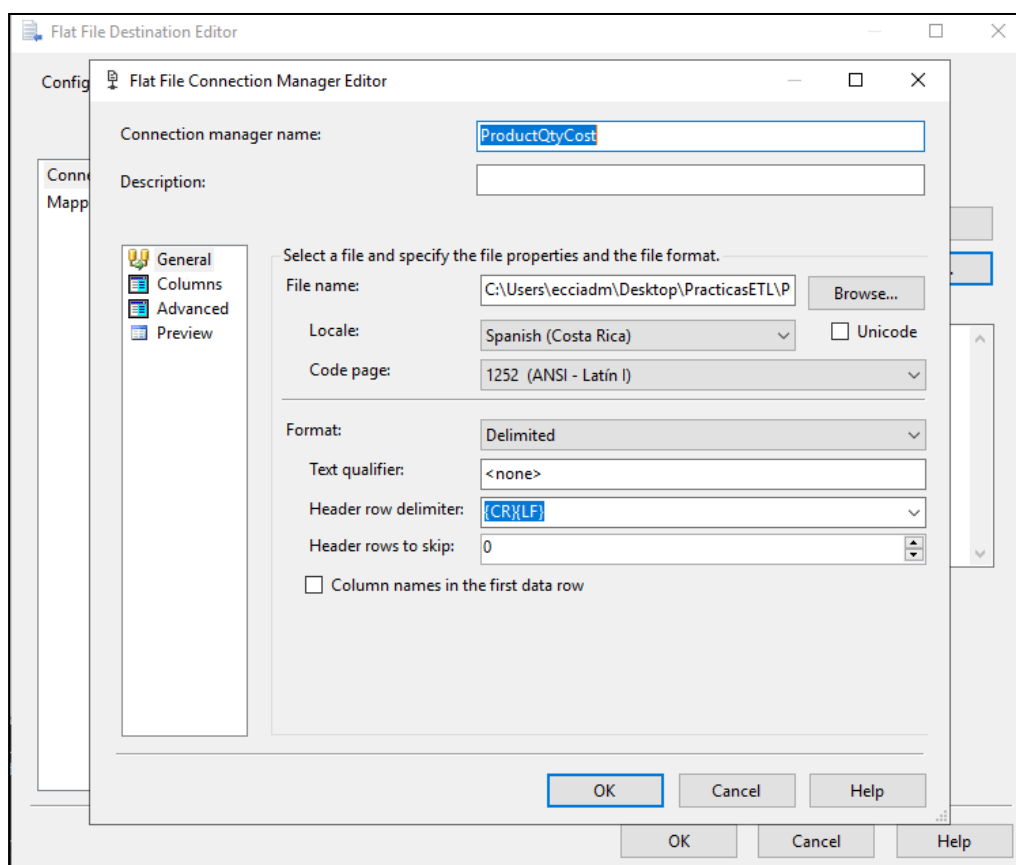 Flat File Destination Editor
Config
Flat File Connection Manager Editor
Connection manager name:
ProductQtyCost
Description:
Conne
Mapp
General
Columns
Advanced
Preview
Select a file and specify the file properties and the file format.
File name:
C:\Users\ecciadm\Desktop\PracticasETL\P
Browse...
Locale:
Spanish (Costa Rica)
Unicode
Code page:
1252 (ANSI - Latín I)
Format:
Delimited
Text qualifier:
<none>
Header row delimiter:
{CR}{LF}
Header rows to skip:
0
Column names in the first data row
OK
Cancel
Help
OK
Cancel
Help